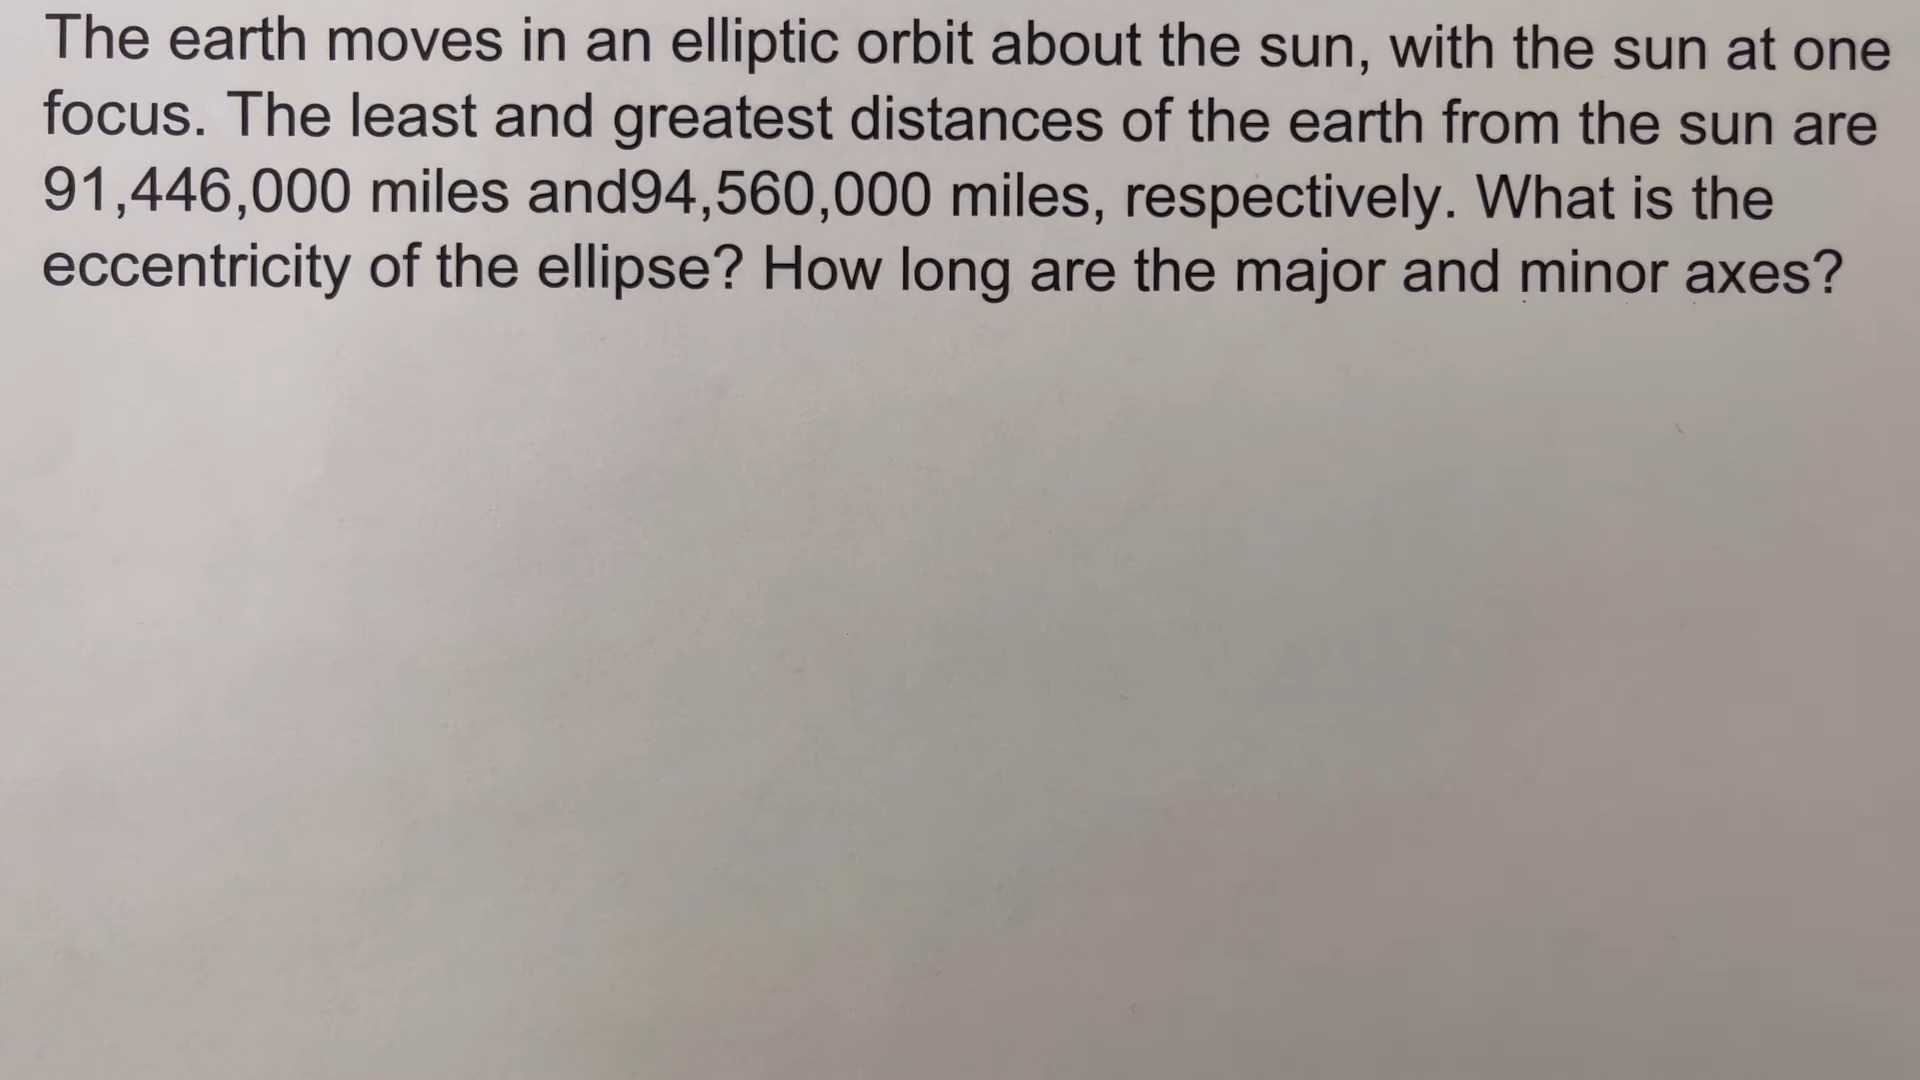 The earth moves in an elliptic orbit about the sun, with the sun at one
focus. The least and greatest distances of the earth from the sun are
91,446,000 miles and94,560,000 miles, respectively. What is the
eccentricity of the ellipse? How long are the major and minor axes?